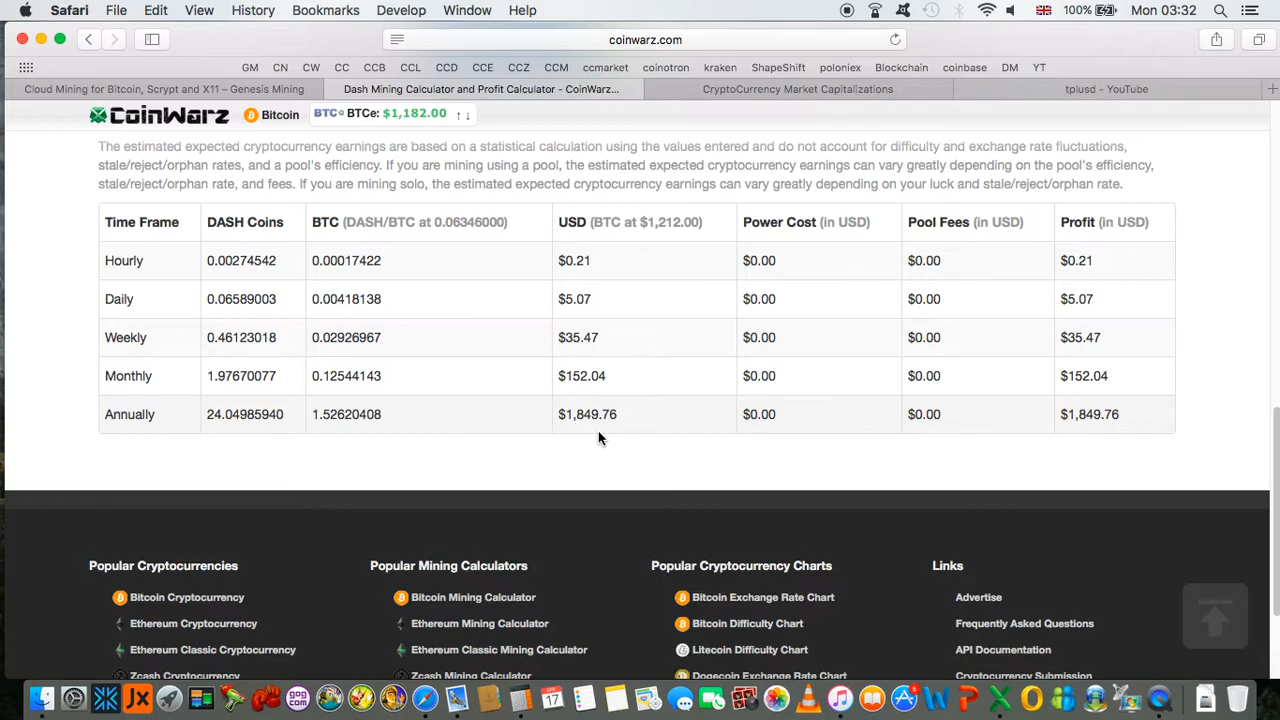 Safari File Edit View History Bookmarks Develop Window Help 100% Mon 03:32
coinwarz.com
GM CN CW CC CCB CCL CCD CCE CCZ CCM ccmarket coinotron kraken ShapeShift poloniex Blockchain coinbase DM YT
Cloud Mining for Bitcoin, Scrypt and X11 – Genesis Mining Dash Mining Calculator and Profit Calculator - CoinWarz... CryptoCurrency Market Capitalizations tplusd - YouTube
CoinWarz Bitcoin BTC BTCe: $1,182.00 ↑ ↓
The estimated expected cryptocurrency earnings are based on a statistical calculation using the values entered and do not account for difficulty and exchange rate fluctuations,
stale/reject/orphan rates, and a pool's efficiency. If you are mining using a pool, the estimated expected cryptocurrency earnings can vary greatly depending on the pool's efficiency,
stale/reject/orphan rate, and fees. If you are mining solo, the estimated expected cryptocurrency earnings can vary greatly depending on your luck and stale/reject/orphan rate.
Time Frame DASH Coins BTC (DASH/BTC at 0.06346000) USD (BTC at $1,212.00) Power Cost (in USD) Pool Fees (in USD) Profit (in USD)
Hourly 0.00274542 0.00017422 $0.21 $0.00 $0.00 $0.21
Daily 0.06589003 0.00418138 $5.07 $0.00 $0.00 $5.07
Weekly 0.46123018 0.02926967 $35.47 $0.00 $0.00 $35.47
Monthly 1.97670077 0.12544143 $152.04 $0.00 $0.00 $152.04
Annually 24.04985940 1.52620408 $1,849.76 $0.00 $0.00 $1,849.76
Popular Cryptocurrencies Popular Mining Calculators Popular Cryptocurrency Charts Links
Bitcoin Cryptocurrency Bitcoin Mining Calculator Bitcoin Exchange Rate Chart Advertise
Ethereum Cryptocurrency Ethereum Mining Calculator Bitcoin Difficulty Chart Frequently Asked Questions
Ethereum Classic Cryptocurrency Ethereum Classic Mining Calculator Litecoin Difficulty Chart API Documentation
Zcash Cryptocurrency Zcash Mining Calculator Dogecoin Exchange Rate Chart Cryptocurrency Submission